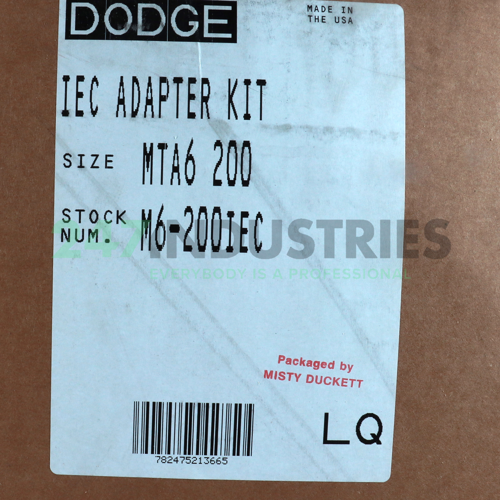 DODGE
MADE IN
THE USA
IEC ADAPTER KIT
SIZE MTA6 200
STOCK
NUM. M6-200IEC
247INDUSTRIES
EVERYBODY IS A PROFESSIONAL
Packaged by
MISTY DUCKETT
LQ
782475213665